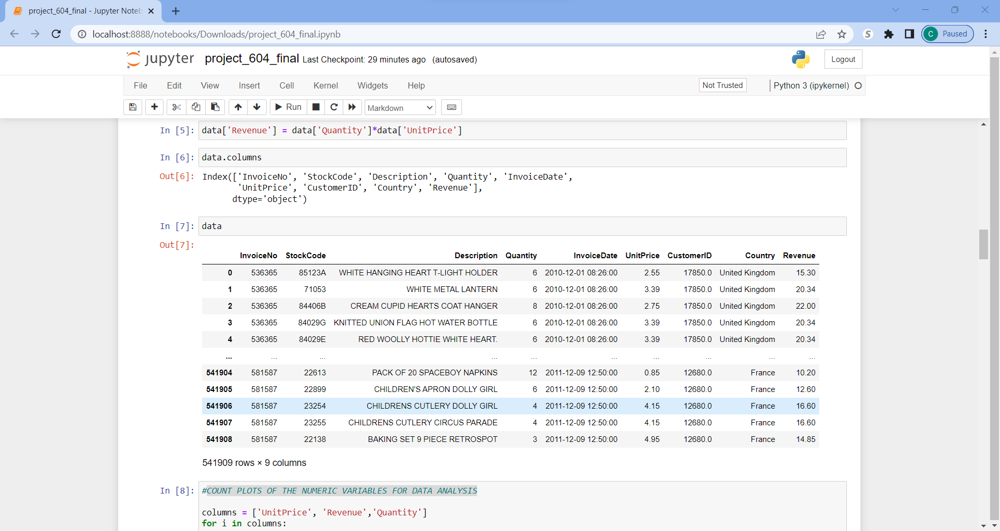 project_604_final - Jupyter Noteb
localhost:8888/notebooks/Downloads/project_604_final.ipynb
S
C Paused
jupyter project_604_final Last Checkpoint: 29 minutes ago (autosaved)
Logout
File Edit View Insert Cell Kernel Widgets Help
Not Trusted
Python 3 (ipykernel)
Run
Markdown
In [5]: data['Revenue'] = data['Quantity']*data['UnitPrice']
In [6]: data.columns
Out[6]: Index(['InvoiceNo', 'StockCode', 'Description', 'Quantity', 'InvoiceDate',
'UnitPrice', 'CustomerID', 'Country', 'Revenue'],
dtype='object')
In [7]: data
Out[7]:
InvoiceNo StockCode Description Quantity InvoiceDate UnitPrice CustomerID Country Revenue
0 536365 85123A WHITE HANGING HEART T-LIGHT HOLDER 6 2010-12-01 08:26:00 2.55 17850.0 United Kingdom 15.30
1 536365 71053 WHITE METAL LANTERN 6 2010-12-01 08:26:00 3.39 17850.0 United Kingdom 20.34
2 536365 84406B CREAM CUPID HEARTS COAT HANGER 8 2010-12-01 08:26:00 2.75 17850.0 United Kingdom 22.00
3 536365 84029G KNITTED UNION FLAG HOT WATER BOTTLE 6 2010-12-01 08:26:00 3.39 17850.0 United Kingdom 20.34
4 536365 84029E RED WOOLLY HOTTIE WHITE HEART. 6 2010-12-01 08:26:00 3.39 17850.0 United Kingdom 20.34
... ... ... ... ... ... ... ... ... ...
541904 581587 22613 PACK OF 20 SPACEBOY NAPKINS 12 2011-12-09 12:50:00 0.85 12680.0 France 10.20
541905 581587 22899 CHILDREN'S APRON DOLLY GIRL 6 2011-12-09 12:50:00 2.10 12680.0 France 12.60
541906 581587 23254 CHILDRENS CUTLERY DOLLY GIRL 4 2011-12-09 12:50:00 4.15 12680.0 France 16.60
541907 581587 23255 CHILDRENS CUTLERY CIRCUS PARADE 4 2011-12-09 12:50:00 4.15 12680.0 France 16.60
541908 581587 22138 BAKING SET 9 PIECE RETROSPOT 3 2011-12-09 12:50:00 4.95 12680.0 France 14.85
541909 rows × 9 columns
In [8]: #COUNT PLOTS OF THE NUMERIC VARIABLES FOR DATA ANALYSIS
columns = ['UnitPrice', 'Revenue','Quantity']
for i in columns: